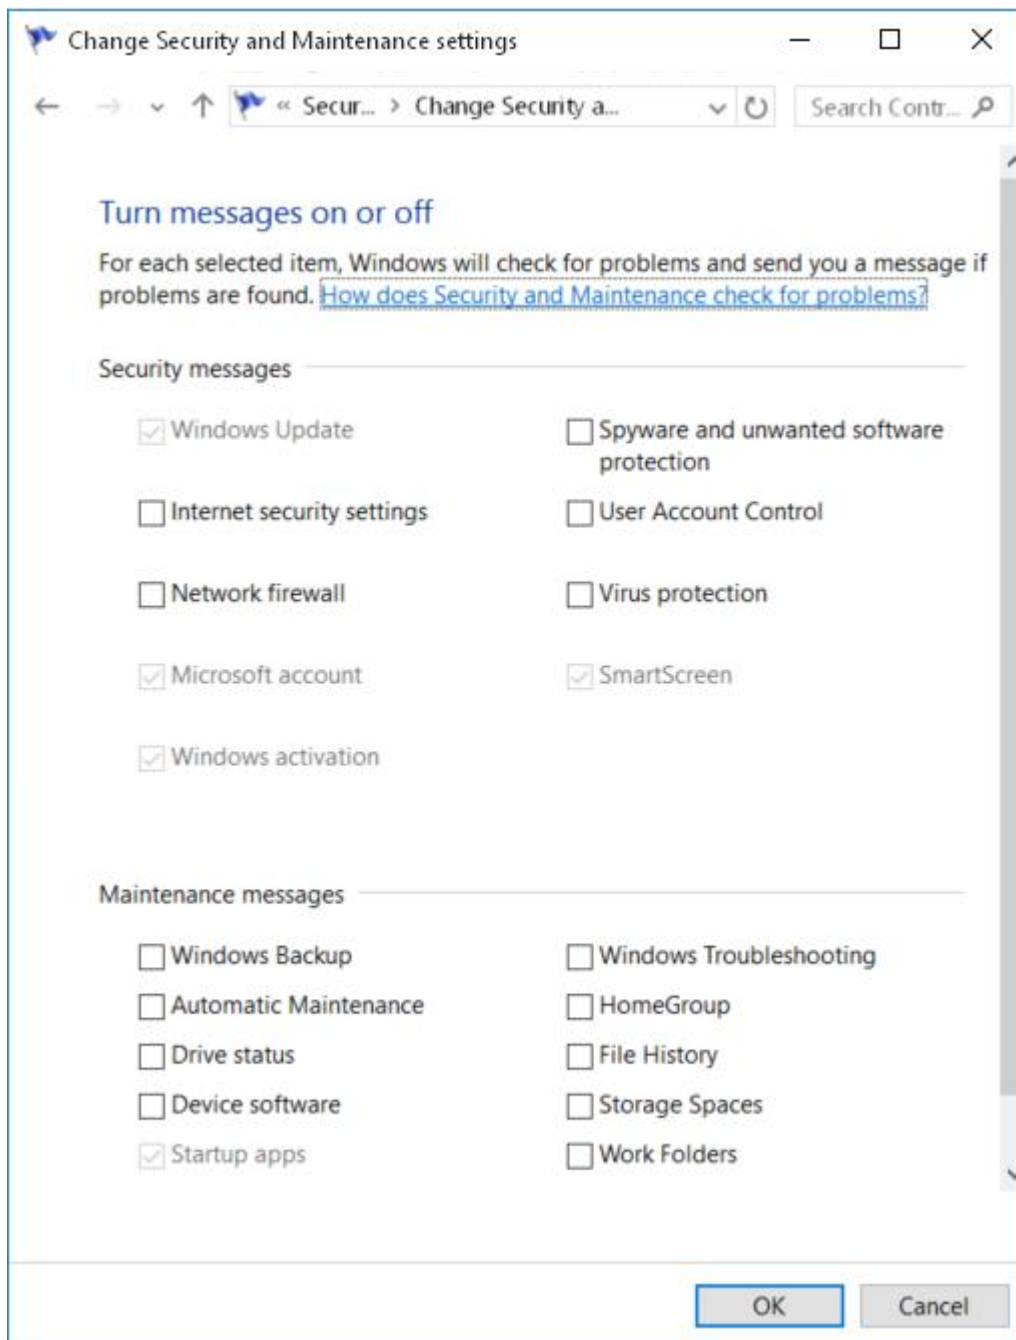 Change Security and Maintenance settings
« Secur... > Change Security a...
Search Contr...
Turn messages on or off
For each selected item, Windows will check for problems and send you a message if
problems are found. How does Security and Maintenance check for problems?
Security messages
Windows Update
Spyware and unwanted software
protection
Internet security settings
User Account Control
Network firewall
Virus protection
Microsoft account
SmartScreen
Windows activation
Maintenance messages
Windows Backup
Windows Troubleshooting
Automatic Maintenance
HomeGroup
Drive status
File History
Device software
Storage Spaces
Startup apps
Work Folders
OK
Cancel